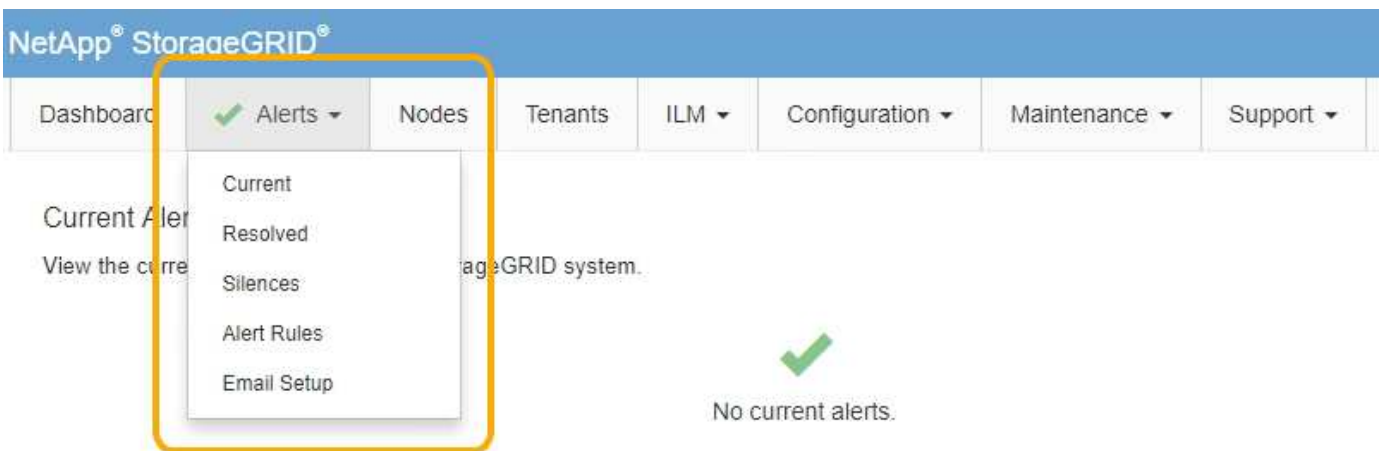 NetApp® StorageGRID®
Dashboard Alerts Nodes Tenants ILM Configuration Maintenance Support
Current
Resolved
Silences
Alert Rules
Email Setup
Current Aler
View the curre ageGRID system.
No current alerts.